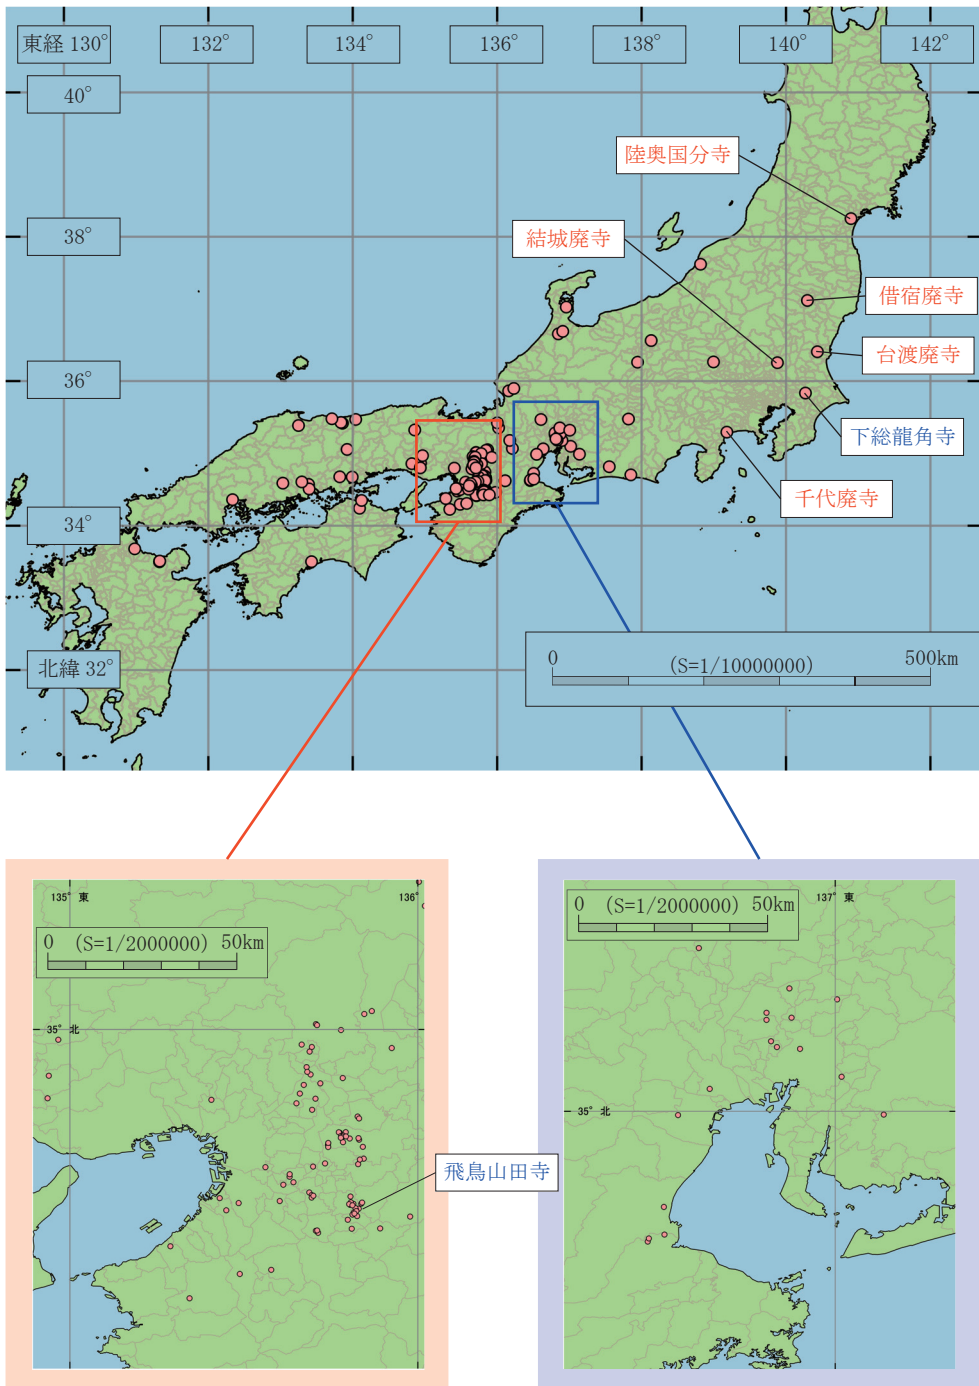 東経 130°
132°
134°
136°
138°
140°
142°
40°
陸奥国分寺
38°
結城廃寺
借宿廃寺
台渡廃寺
36°
下総龍角寺
千代廃寺
34°
北緯 32°
0 (S=1/10000000) 500km
135° 東
136°
0 (S=1/2000000) 50km
35° 北
飛鳥山田寺
137° 東
0 (S=1/2000000) 50km
35° 北